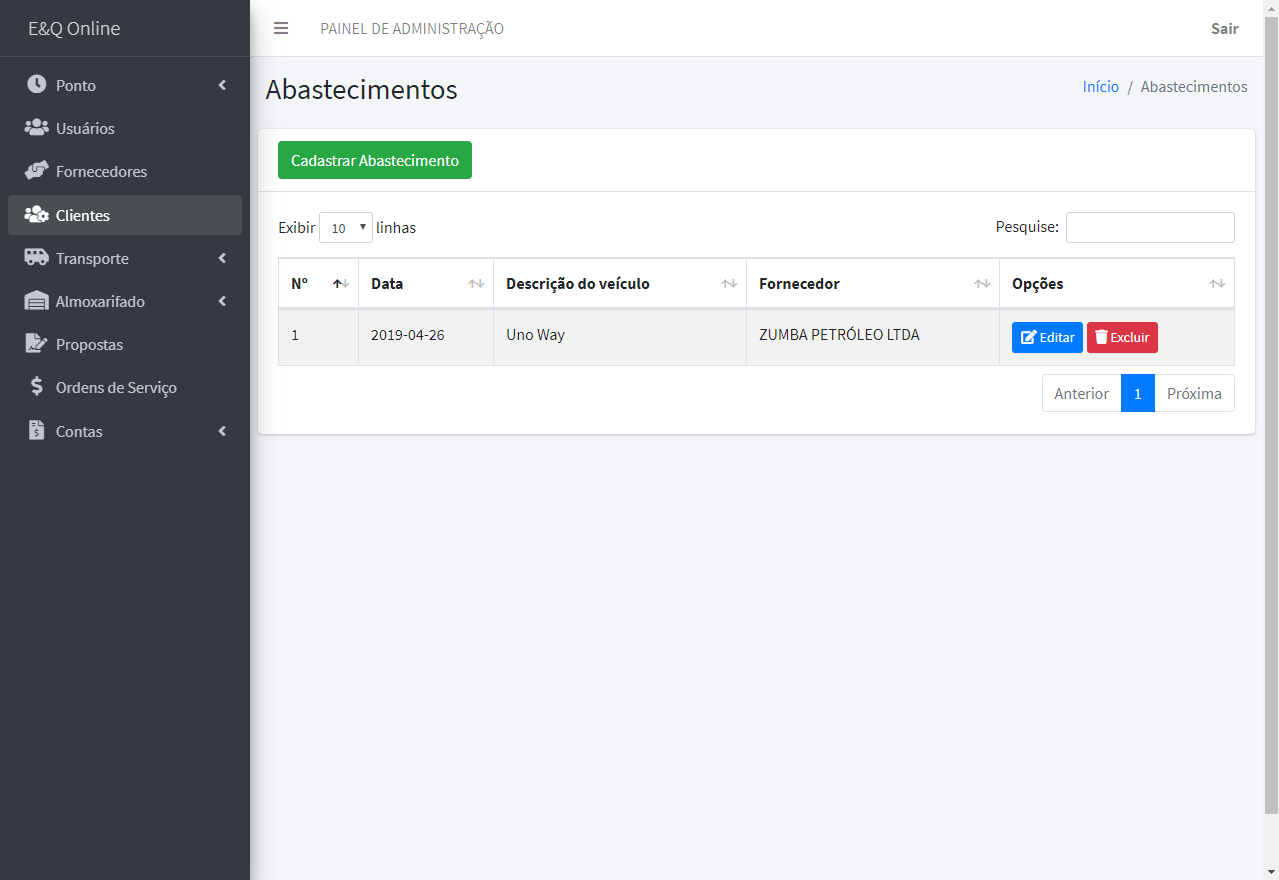 E&Q Online
PAINEL DE ADMINISTRAÇÃO
Sair
Ponto
Usuários
Fornecedores
Clientes
Transporte
Almoxarifado
Propostas
Ordens de Serviço
Contas
Abastecimentos
Início / Abastecimentos
Cadastrar Abastecimento
Exibir 10 linhas
Pesquise:
Nº Data Descrição do veículo Fornecedor Opções
1 2019-04-26 Uno Way ZUMBA PETRÓLEO LTDA Editar Excluir
Anterior 1 Próxima